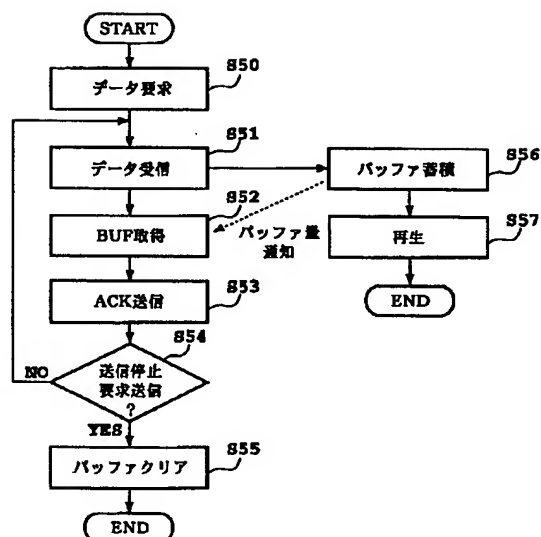 START
S50
データ要求
S51
データ受信
S56
バッファ蓄積
S52
BUF取得
バッファ量
通知
S57
再生
END
S53
ACK送信
S54
NO
送信停止
要求送信
?
YES
S55
バッファクリア
END